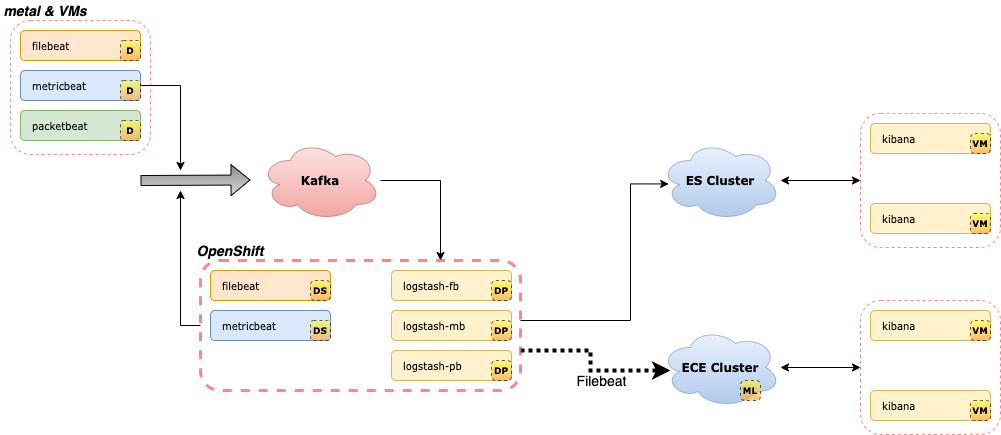 metal & VMs
filebeat
D
metricbeat
D
packetbeat
D
Kafka
ES Cluster
kibana
VM
kibana
VM
OpenShift
filebeat
DS
metricbeat
DS
logstash-fb
DP
logstash-mb
DP
logstash-pb
DP
Filebeat
ECE Cluster
ML
kibana
VM
kibana
VM